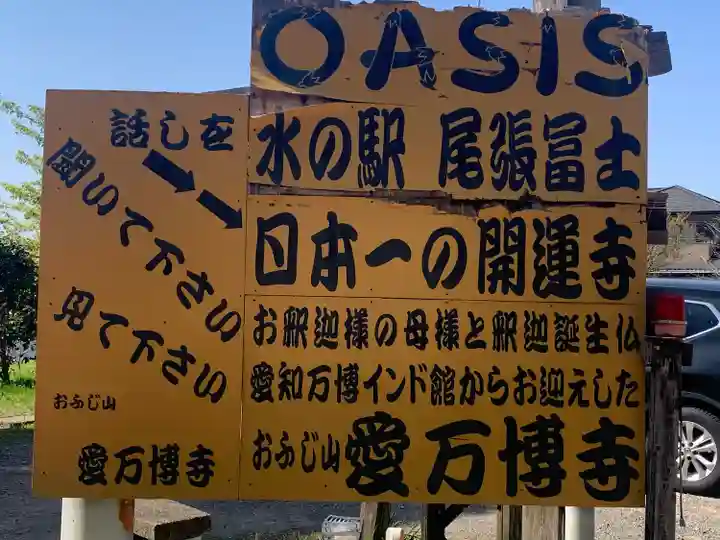 OASIS
水の駅 尾張冨士
日本一の開運寺
お釈迦様の母様と釈迦誕生仏
愛知万博インド館からお迎えした
おふじ山 愛万博寺
話しを
聞いて下さい
見て下さい
おふじ山
愛万博寺